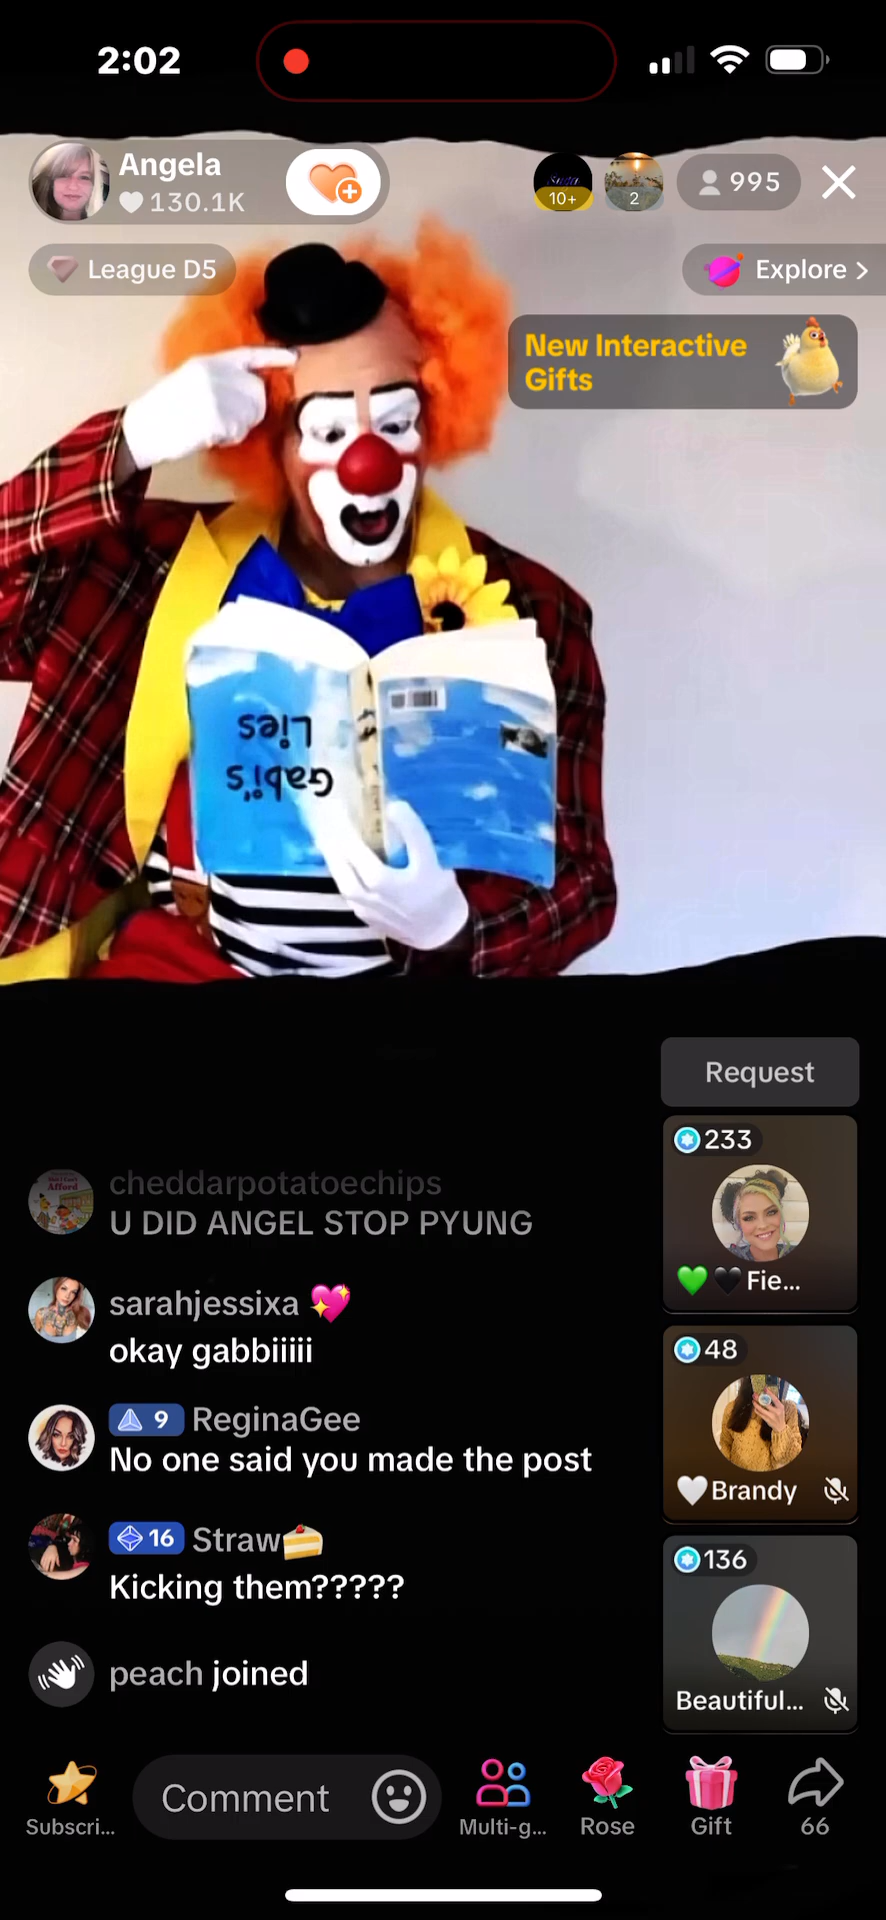 2:02
Angela
130.1K
10+
2
995
League D5
Explore >
New Interactive
Gifts
Gabi's
Lies
Request
cheddarpotatoechips
U DID ANGEL STOP PYUNG
sarahjessixa 💖
okay gabbiiiii
9 ReginaGee
No one said you made the post
16 Straw🍰
Kicking them?????
peach joined
233
💚🖤Fie...
48
🤍Brandy
136
Beautiful...
Subscri...
Comment
Multi-g...
Rose
Gift
66